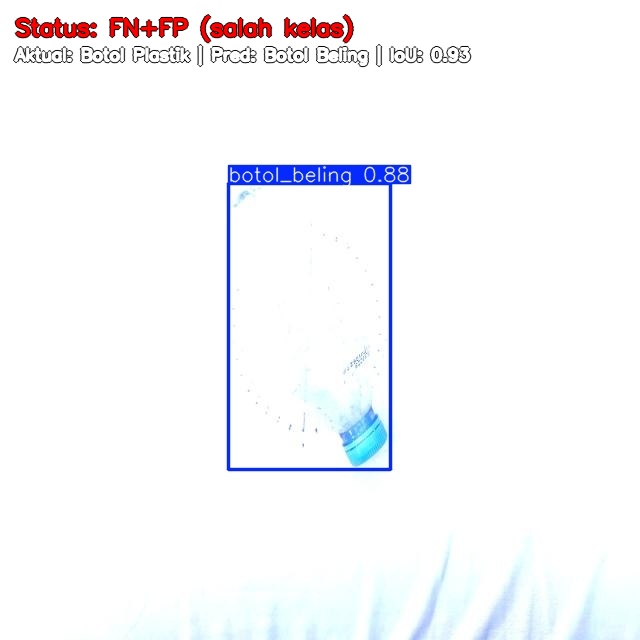 Status: FN+FP (salah kelas)
Aktual: Botol Plastik | Pred: Botol Beling | IoU: 0.93
botol_beling 0.88